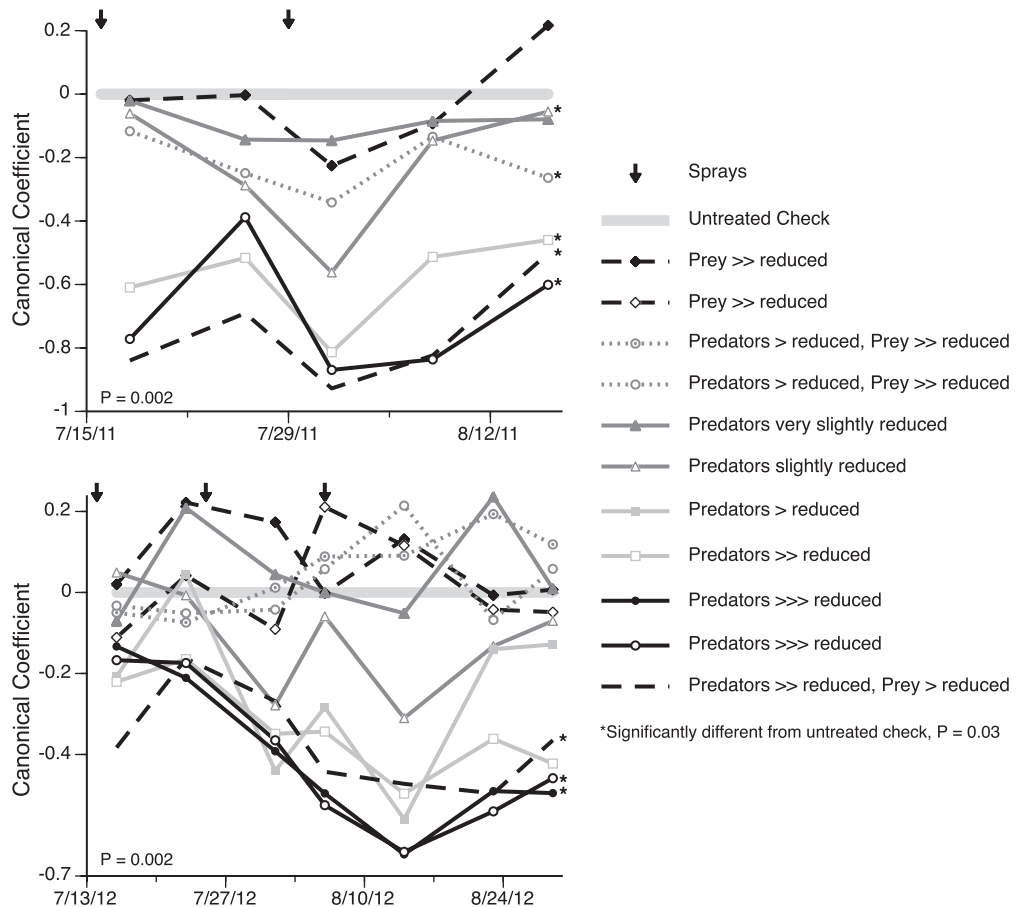 0.2
0
-0.2
-0.4
-0.6
-0.8
-1
Canonical Coefficient
*
*
*
*
*
P = 0.002
7/15/11
7/29/11
8/12/11
0.2
0
-0.2
-0.4
-0.7
Canonical Coefficient
*
*
*
P = 0.002
7/13/12
7/27/12
8/10/12
8/24/12
Sprays
Untreated Check
Prey >> reduced
Prey >> reduced
Predators > reduced, Prey >> reduced
Predators > reduced, Prey >> reduced
Predators very slightly reduced
Predators slightly reduced
Predators > reduced
Predators >> reduced
Predators >>> reduced
Predators >>> reduced
Predators >> reduced, Prey > reduced
*Significantly different from untreated check, P = 0.03